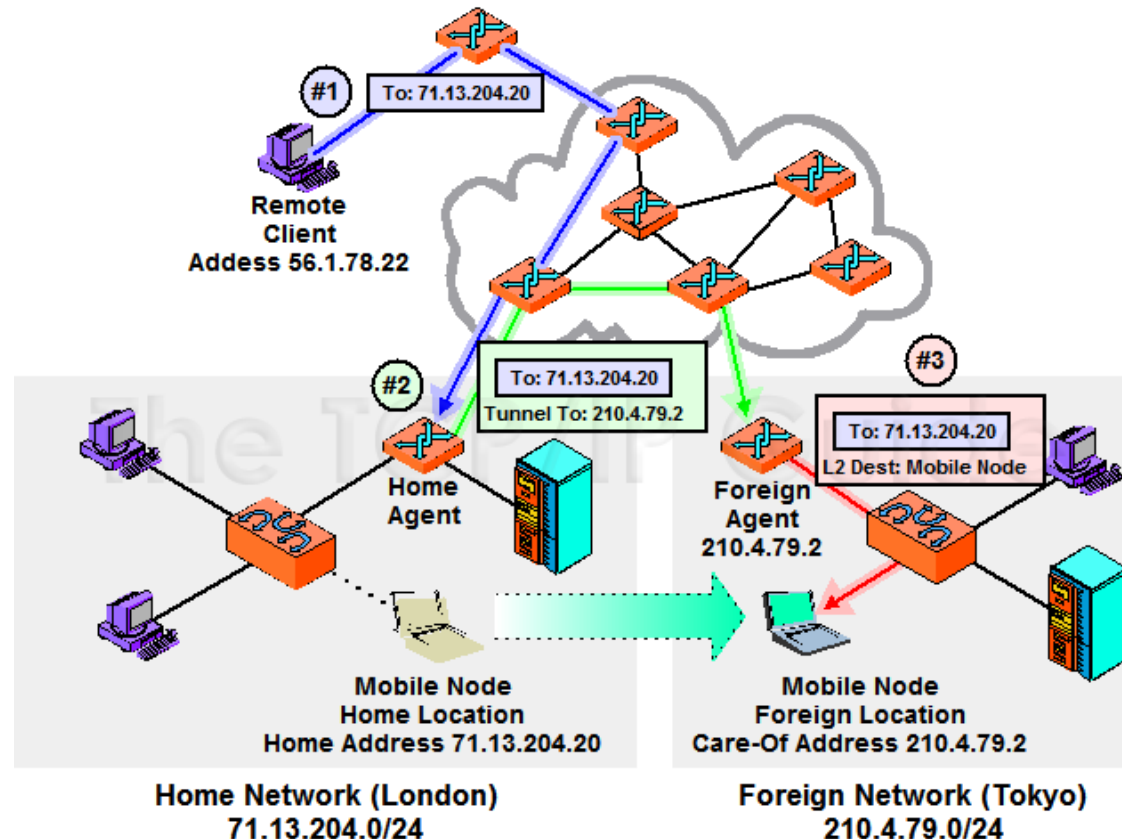 #1
To: 71.13.204.20
Remote
Client
Addess 56.1.78.22
#2
To: 71.13.204.20
Tunnel To: 210.4.79.2
#3
To: 71.13.204.20
L2 Dest: Mobile Node
The TCP/IP Guide
Home
Agent
Foreign
Agent
210.4.79.2
Mobile Node
Home Location
Home Address 71.13.204.20
Mobile Node
Foreign Location
Care-Of Address 210.4.79.2
Home Network (London)
71.13.204.0/24
Foreign Network (Tokyo)
210.4.79.0/24